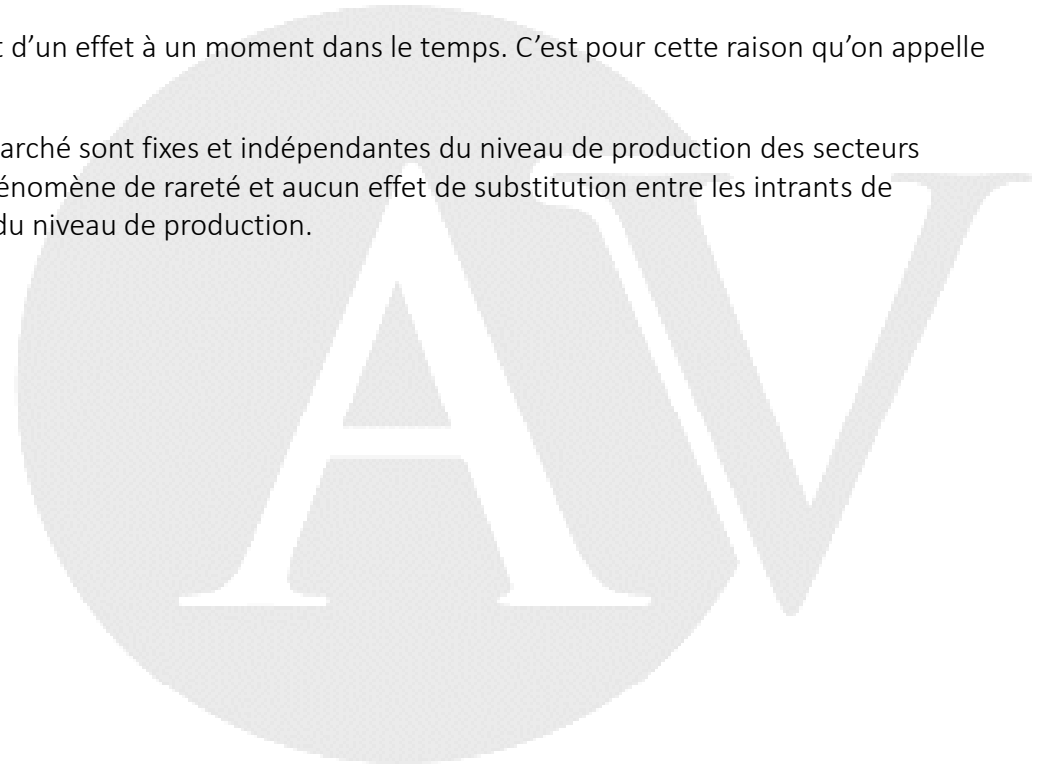 d’un effet à un moment dans le temps. C’est pour cette raison qu’on appelle
arché sont fixes et indépendantes du niveau de production des secteurs
énomène de rareté et aucun effet de substitution entre les intrants de
du niveau de production.
AV